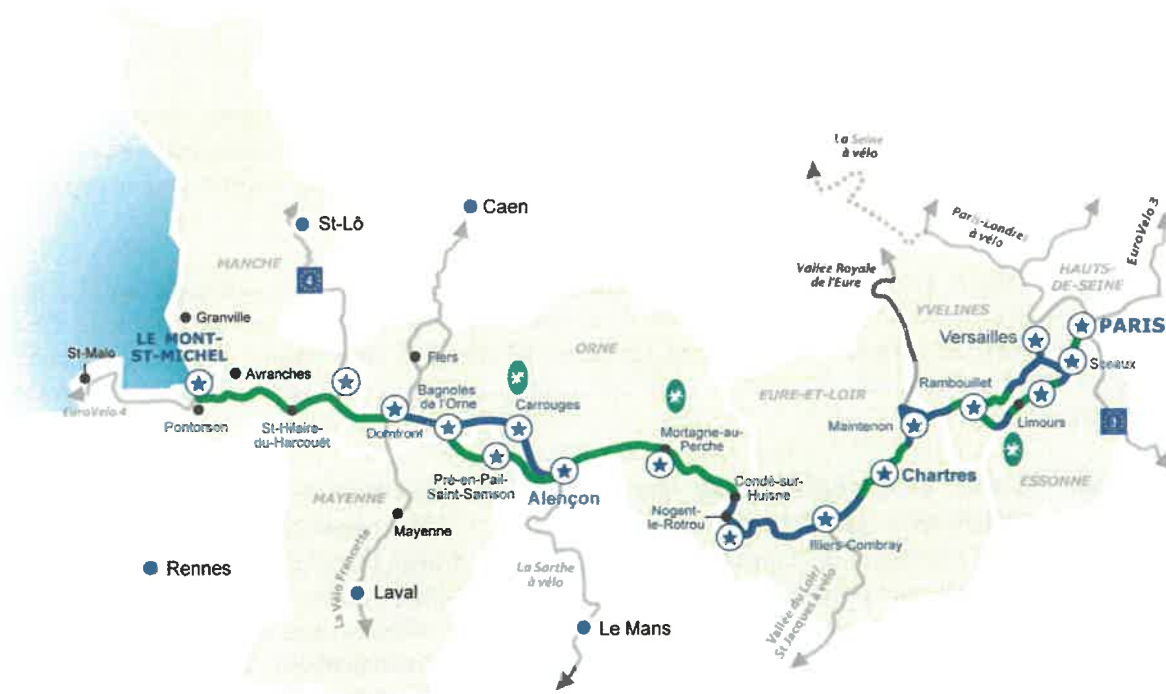 La Seine
à vélo
Caen
St-Lô
Paris-Londres
à vélo
EuroVelo 3
MANCHE
4
Vallée Royale
de l'Eure
HAUTS-
DE-SEINE
YVELINES
Granville
LE MONT-
ST-MICHEL
PARIS
Versailles
St-Malo
Flers
ORNE
Sceaux
Avranches
Bagnoles
de l'Orne
Carrouges
Rambouillet
EURE-ET-LOIR
EuroVelo 4
Pontorson
St-Hilaire-
du-Harcouët
Domfront
Maintenon
Limours
3
Mortagne-au-
Perche
Pré-en-Pail-
Saint-Samson
Alençon
Chartres
ESSONNE
MAYENNE
Condé-sur-
Huisne
Nogent-
le-Rotrou
Mayenne
Illiers-Combray
Rennes
La Sarthe
à vélo
La Vélo Francette
Laval
Le Mans
Vallée du Loir/
St Jacques à vélo